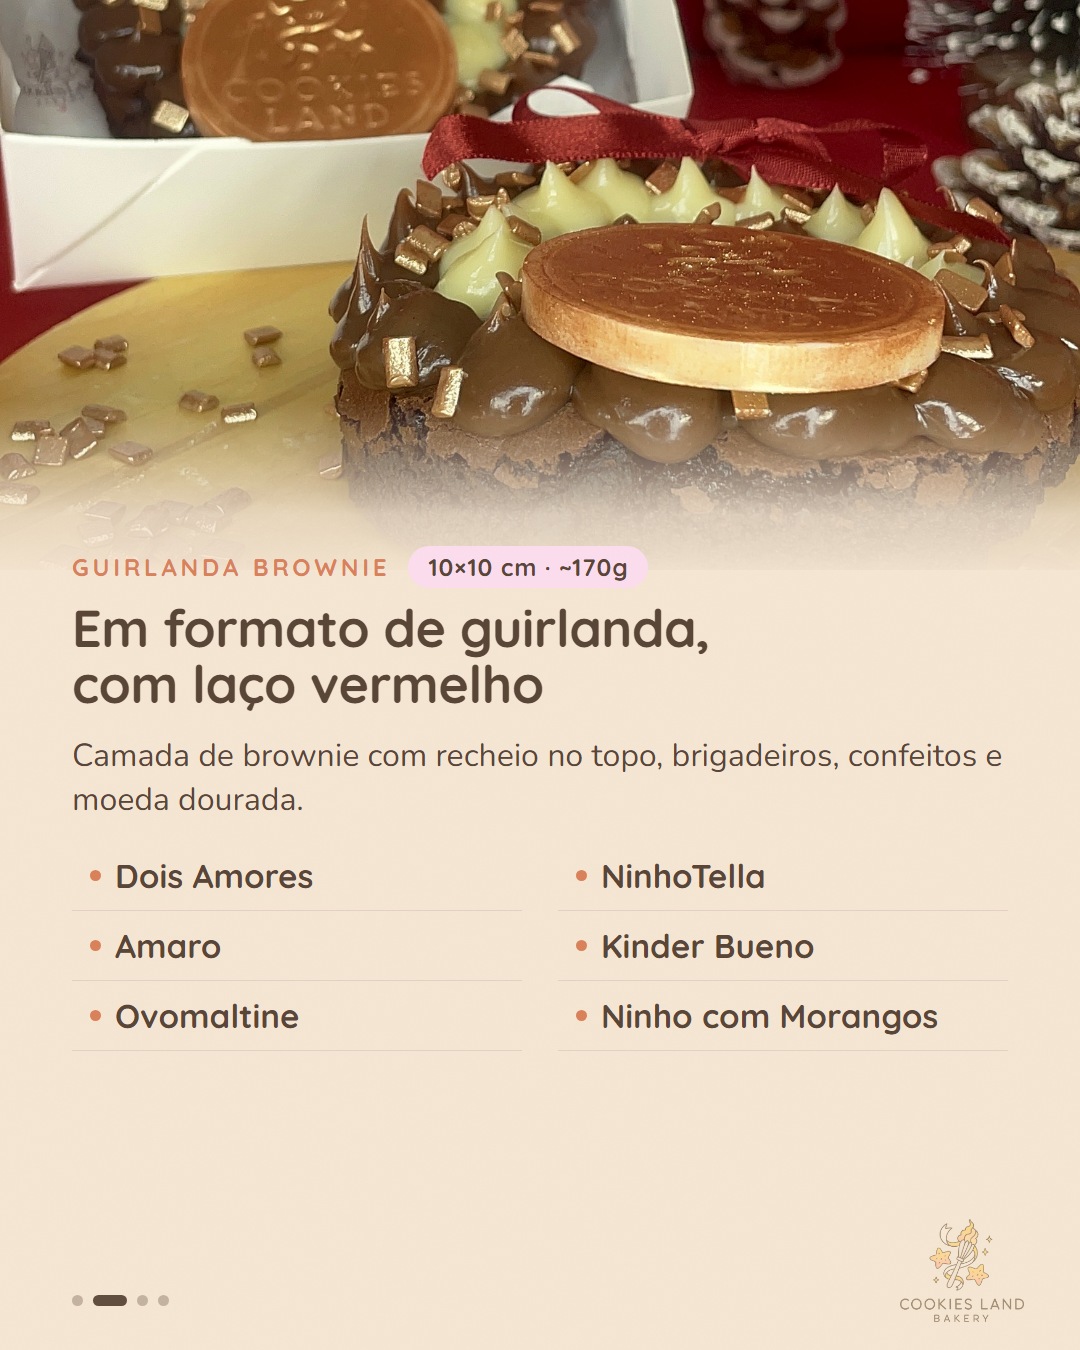 COOKIES
LAND
GUIRLANDA BROWNIE
10×10 cm · ~170g
Em formato de guirlanda,
com laço vermelho
Camada de brownie com recheio no topo, brigadeiros, confeitos e
moeda dourada.
Dois Amores
NinhoTella
Amaro
Kinder Bueno
Ovomaltine
Ninho com Morangos
COOKIES LAND
BAKERY